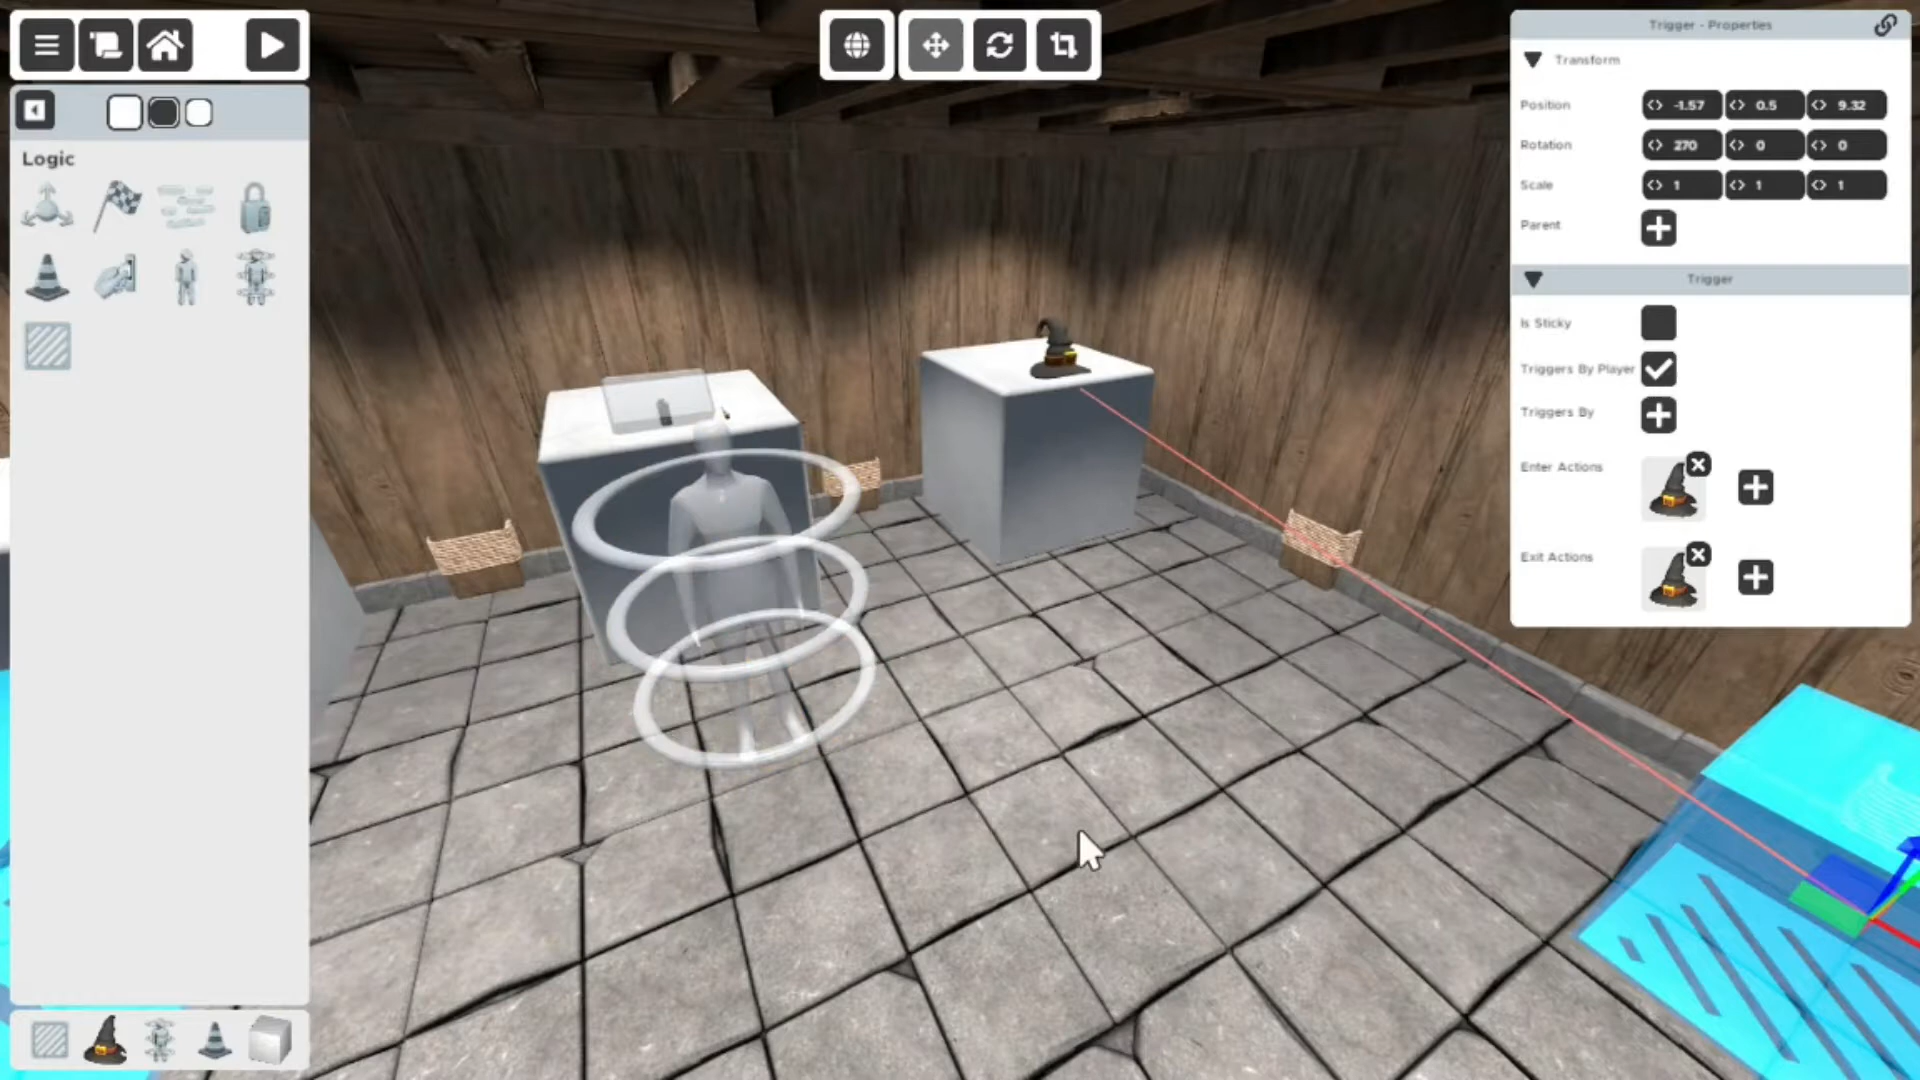 Trigger - Properties
Transform
Position -1.57 0.5 9.32
Rotation 270 0 0
Scale 1 1 1
Parent
Trigger
Is Sticky
Triggers By Player
Triggers By
Enter Actions
Exit Actions
Logic